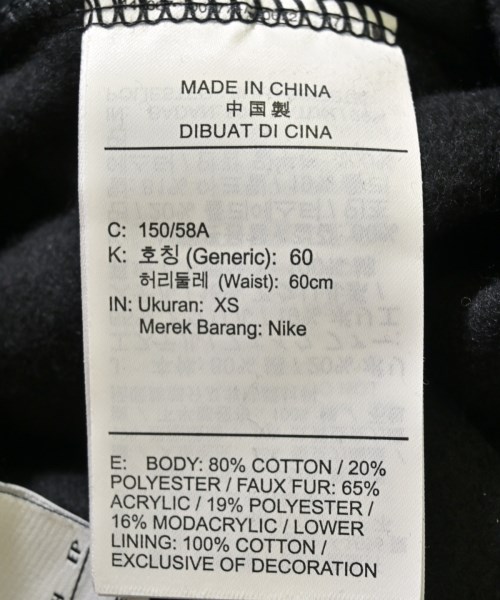 MADE IN CHINA
中国製
DIBUAT DI CINA
C: 150/58A
K: 호칭 (Generic): 60
허리둘레 (Waist): 60cm
IN: Ukuran: XS
Merek Barang: Nike
E: BODY: 80% COTTON / 20%
POLYESTER / FAUX FUR: 65%
ACRYLIC / 19% POLYESTER /
16% MODACRYLIC / LOWER
LINING: 100% COTTON /
EXCLUSIVE OF DECORATION